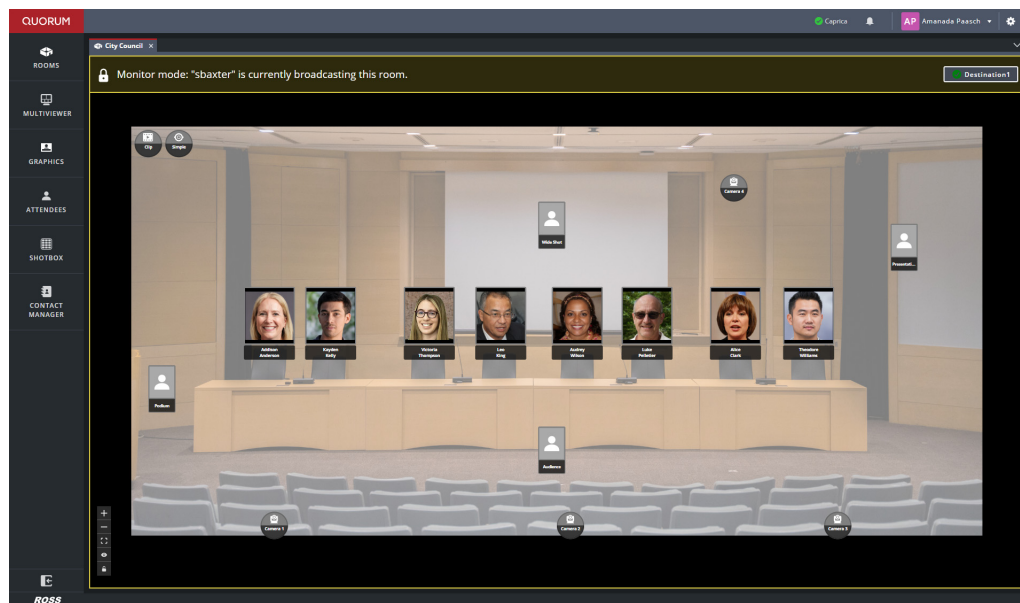 QUORUM
Caprica
AP Amanada Paasch
ROOMS
MULTIVIEWER
GRAPHICS
ATTENDEES
SHOTBOX
CONTACT
MANAGER
City Council
Monitor mode: "sbaxter" is currently broadcasting this room.
Destination1
Clip
Simple
Camera 4
Wide Shot
Presentati...
Addison
Anderson
Kayden
Kelly
Victoria
Thompson
Leo
King
Audrey
Wilson
Luke
Pelletier
Alice
Clark
Theodore
Williams
Podium
Audience
Camera 1
Camera 2
Camera 3
ROSS